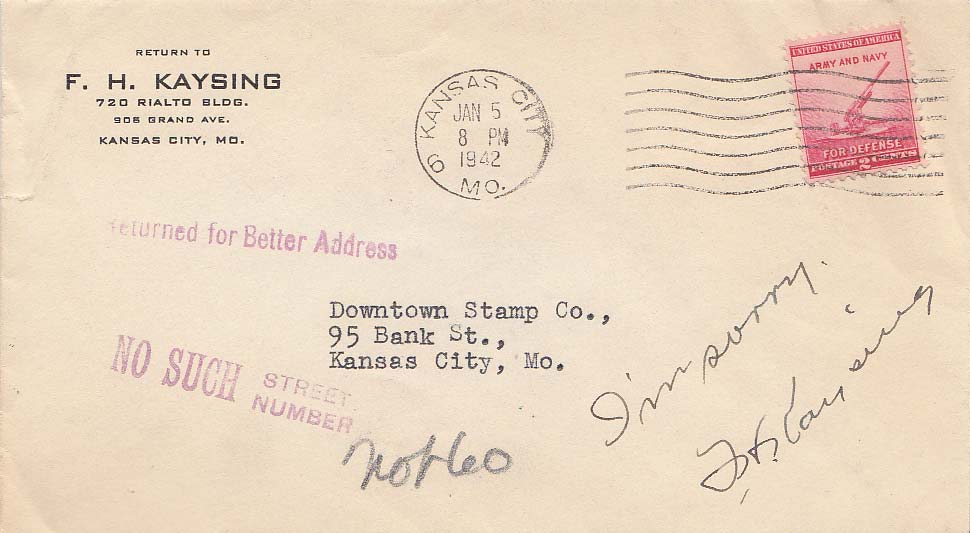 RETURN TO
F. H. KAYSING
720 RIALTO BLDG.
906 GRAND AVE.
KANSAS CITY, MO.
KANSAS CITY
6
JAN 5
8 PM
1942
MO.
UNITED STATES OF AMERICA
ARMY AND NAVY
FOR DEFENSE
POSTAGE 2 CENTS
returned for Better Address
Downtown Stamp Co.,
95 Bank St.,
Kansas City, Mo.
NO SUCH STREET
NUMBER
I'm sorry.
F. H. Kaysing